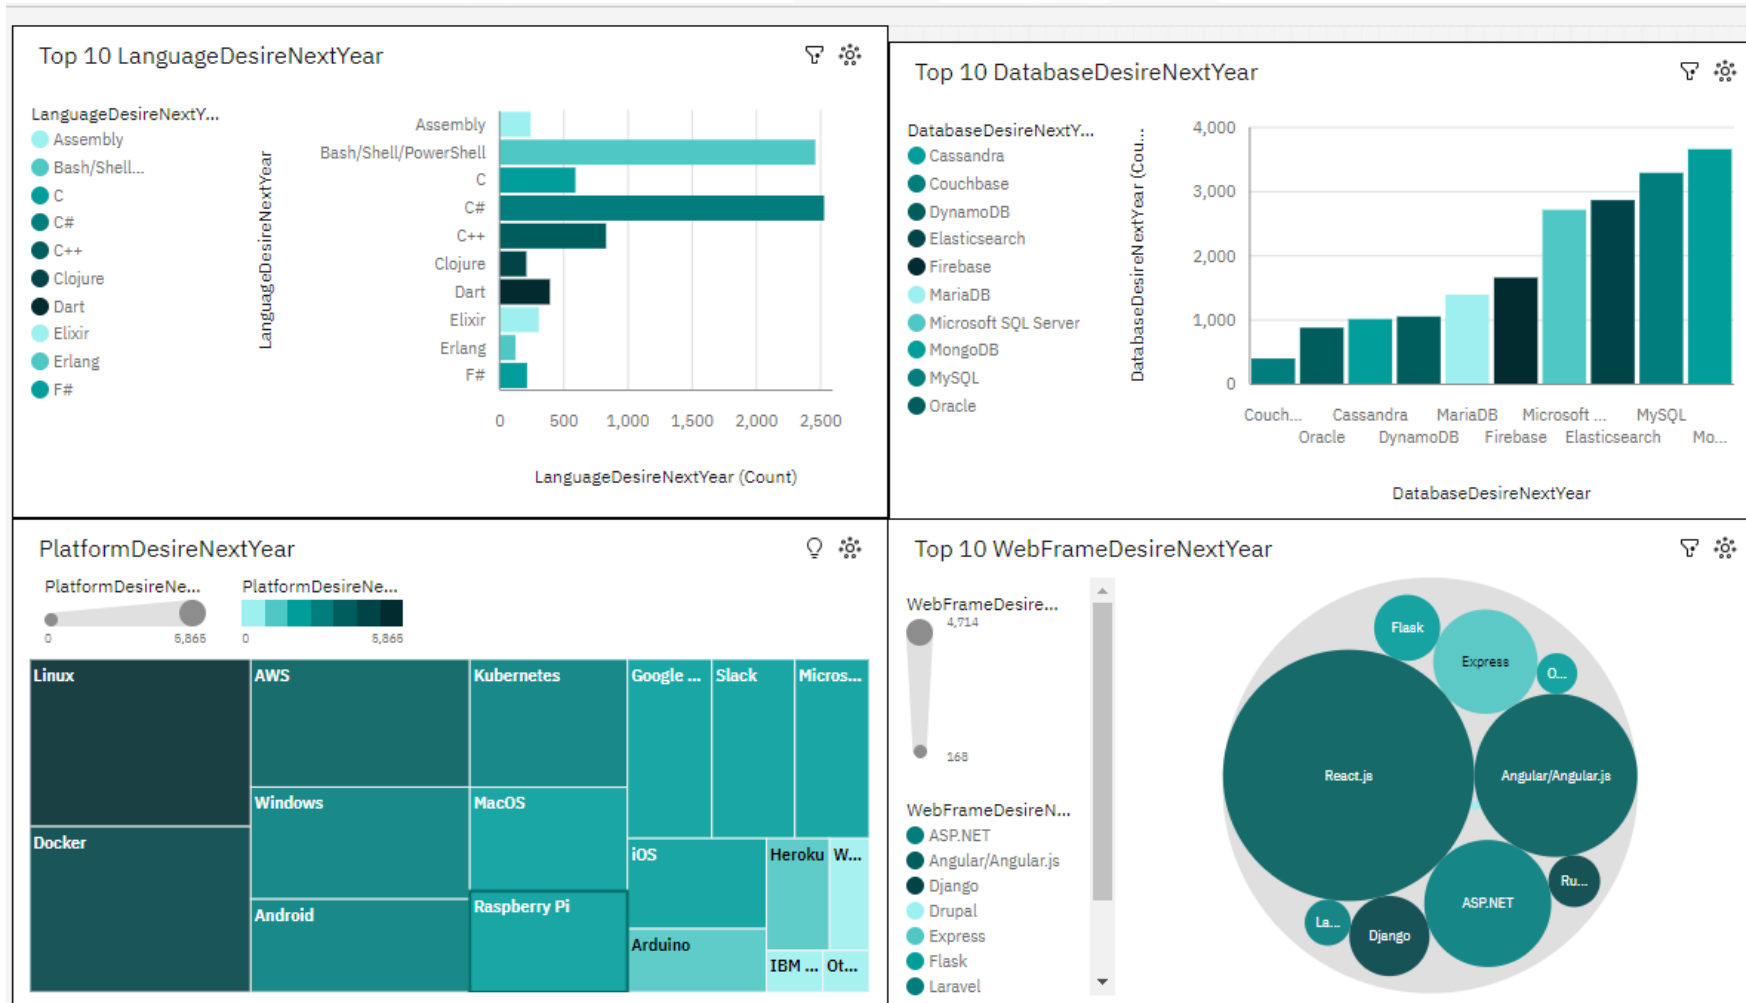 Top 10 LanguageDesireNextYear
LanguageDesireNextY...
Assembly
Bash/Shell...
C
C#
C++
Clojure
Dart
Elixir
Erlang
F#
LanguageDesireNextYear
Assembly
Bash/Shell/PowerShell
C
C#
C++
Clojure
Dart
Elixir
Erlang
F#
0 500 1,000 1,500 2,000 2,500
LanguageDesireNextYear (Count)
Top 10 DatabaseDesireNextYear
DatabaseDesireNextY...
Cassandra
Couchbase
DynamoDB
Elasticsearch
Firebase
MariaDB
Microsoft SQL Server
MongoDB
MySQL
Oracle
DatabaseDesireNextYear (Cou...
4,000
3,000
2,000
1,000
0
Couch... Cassandra MariaDB Microsoft ... MySQL
Oracle DynamoDB Firebase Elasticsearch Mo...
DatabaseDesireNextYear
PlatformDesireNextYear
PlatformDesireNe... PlatformDesireNe...
0 5,865 0 5,865
Linux AWS Kubernetes Google ... Slack Micros...
Windows MacOS
Docker iOS Heroku W...
Android Raspberry Pi
Arduino IBM ... Ot...
Top 10 WebFrameDesireNextYear
WebFrameDesire...
4,714
168
WebFrameDesireN...
ASP.NET
Angular/Angular.js
Django
Drupal
Express
Flask
Laravel
Flask
Express
O...
React.js
Angular/Angular.js
Ru...
ASP.NET
La...
Django